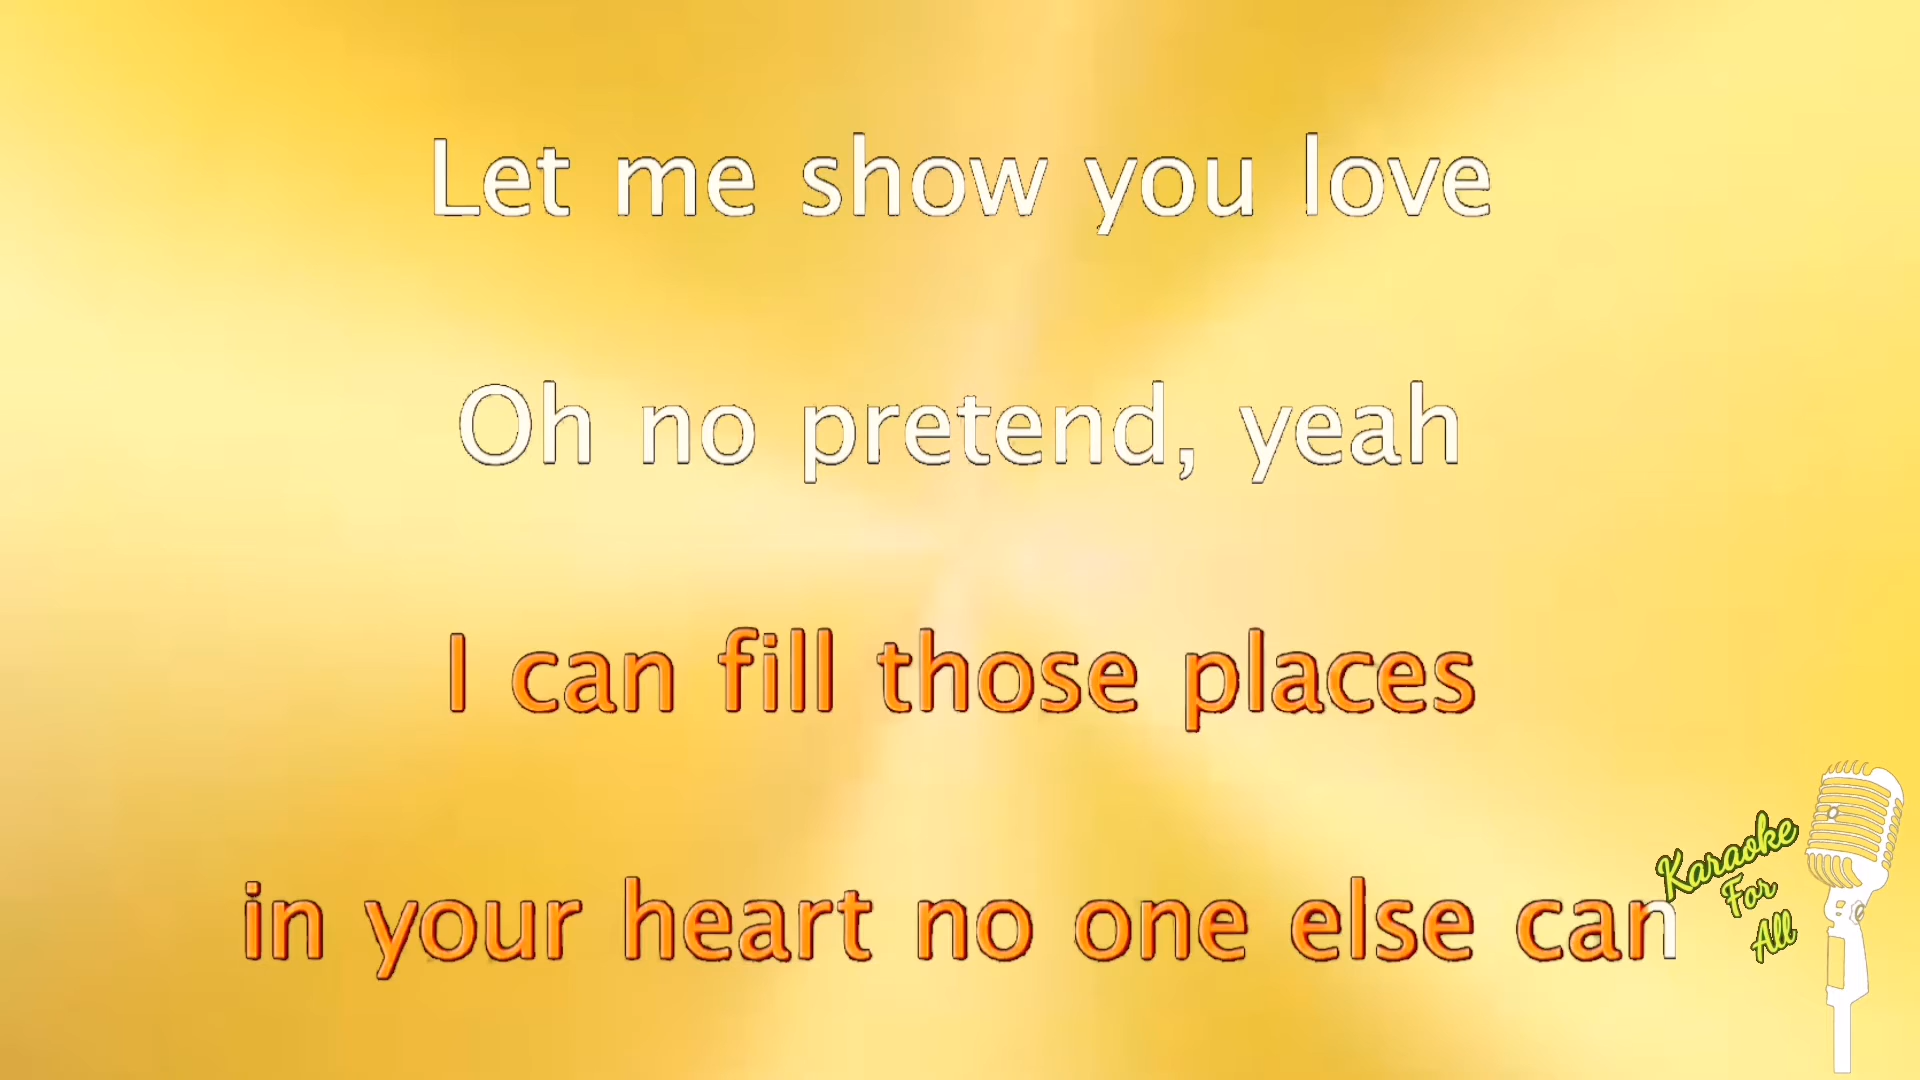 Let me show you love
Oh no pretend, yeah
I can fill those places
in your heart no one else can
Karaoke
For
All